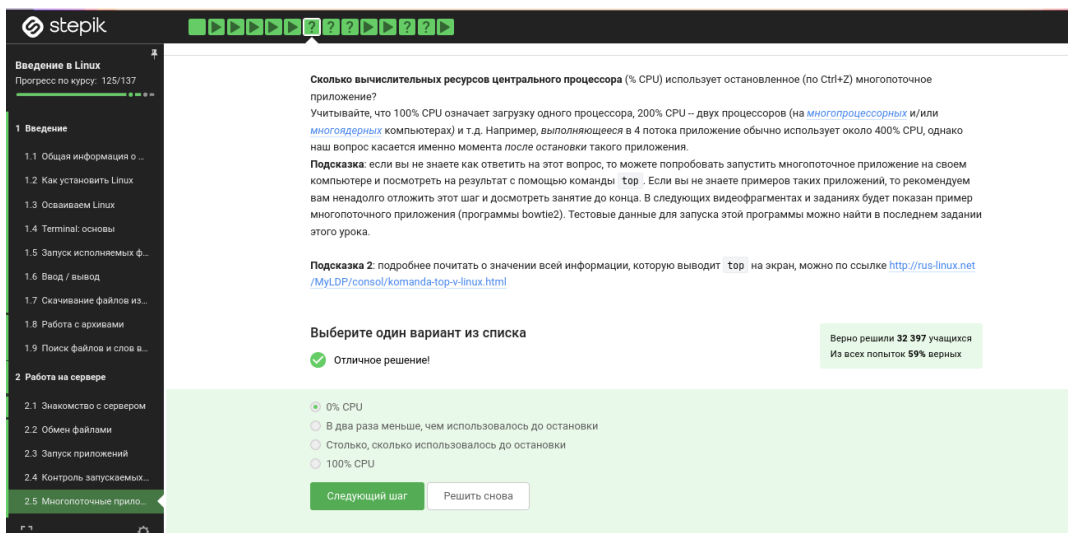 stepik
? ? ? ? ?
Введение в Linux
Прогресс по курсу: 125/137
1 Введение
1.1 Общая информация о ...
1.2 Как установить Linux
1.3 Осваиваем Linux
1.4 Terminal: основы
1.5 Запуск исполняемых ф...
1.6 Ввод / вывод
1.7 Скачивание файлов из...
1.8 Работа с архивами
1.9 Поиск файлов и слов в...
2 Работа на сервере
2.1 Знакомство с сервером
2.2 Обмен файлами
2.3 Запуск приложений
2.4 Контроль запускаемых...
2.5 Многопоточные прило...
Сколько вычислительных ресурсов центрального процессора (% CPU) использует остановленное (по Ctrl+Z) многопоточное
приложение?
Учитывайте, что 100% CPU означает загрузку одного процессора, 200% CPU – двух процессоров (на многопроцессорных и/или
многоядерных компьютерах) и т.д. Например, выполняющееся в 4 потока приложение обычно использует около 400% CPU, однако
наш вопрос касается именно момента после остановки такого приложения.
Подсказка: если вы не знаете как ответить на этот вопрос, то можете попробовать запустить многопоточное приложение на своем
компьютере и посмотреть на результат с помощью команды top . Если вы не знаете примеров таких приложений, то рекомендуем
вам ненадолго отложить этот шаг и досмотреть занятие до конца. В следующих видеофрагментах и заданиях будет показан пример
многопоточного приложения (программы bowtie2). Тестовые данные для запуска этой программы можно найти в последнем задании
этого урока.
Подсказка 2: подробнее почитать о значении всей информации, которую выводит top на экран, можно по ссылке http://rus-linux.net
/MyLDP/consol/komanda-top-v-linux.html
Выберите один вариант из списка
Отличное решение!
Верно решили 32 397 учащихся
Из всех попыток 59% верных
0% CPU
В два раза меньше, чем использовалось до остановки
Столько, сколько использовалось до остановки
100% CPU
Следующий шаг
Решить снова